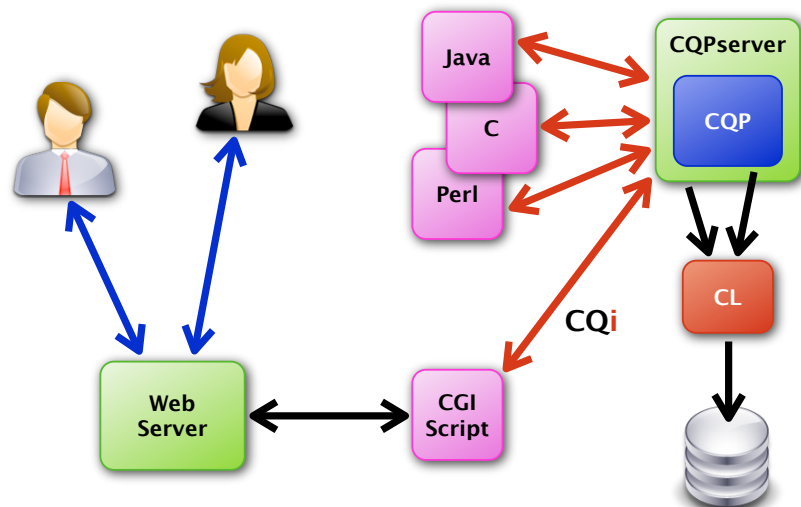 Java
C
Perl
CQPserver
CQP
CL
CQi
Web
Server
CGI
Script